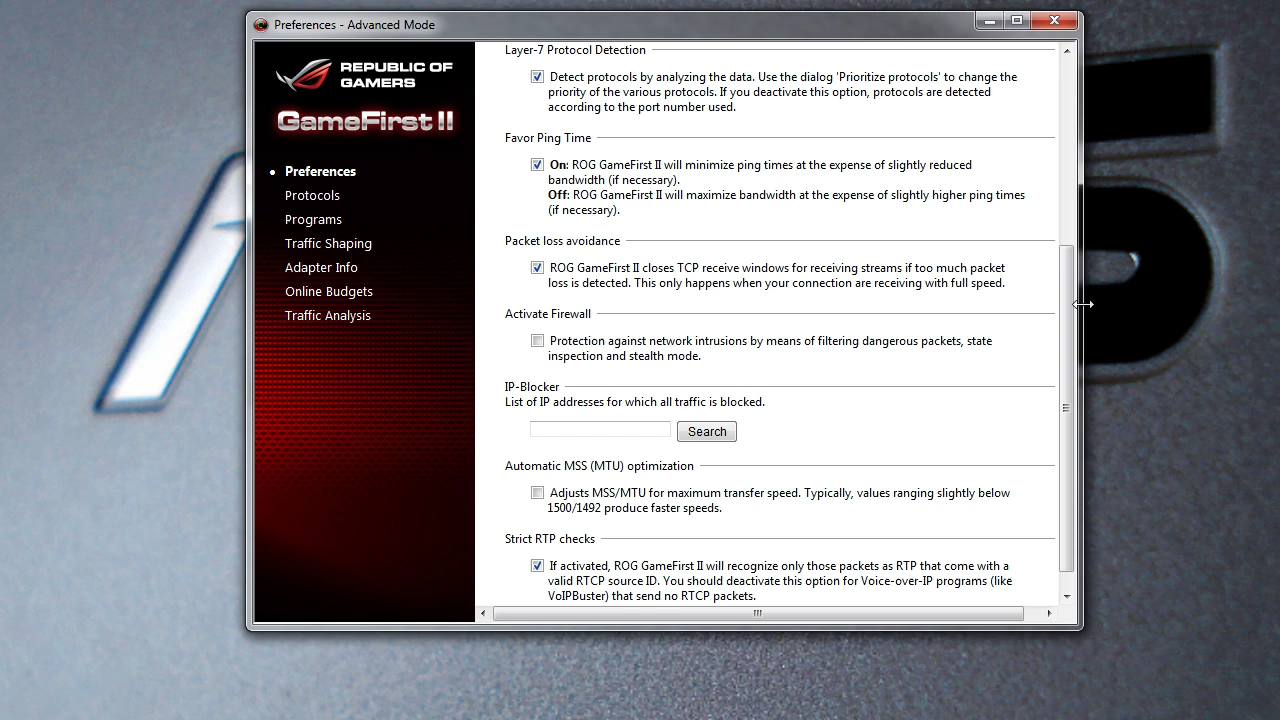 Preferences - Advanced Mode
REPUBLIC OF
GAMERS
GameFirst II
Preferences
Protocols
Programs
Traffic Shaping
Adapter Info
Online Budgets
Traffic Analysis
Layer-7 Protocol Detection
Detect protocols by analyzing the data. Use the dialog 'Prioritize protocols' to change the
priority of the various protocols. If you deactivate this option, protocols are detected
according to the port number used.
Favor Ping Time
On: ROG GameFirst II will minimize ping times at the expense of slightly reduced
bandwidth (if necessary).
Off: ROG GameFirst II will maximize bandwidth at the expense of slightly higher ping times
(if necessary).
Packet loss avoidance
ROG GameFirst II closes TCP receive windows for receiving streams if too much packet
loss is detected. This only happens when your connection are receiving with full speed.
Activate Firewall
Protection against network intrusions by means of filtering dangerous packets, state
inspection and stealth mode.
IP-Blocker
List of IP addresses for which all traffic is blocked.
Search
Automatic MSS (MTU) optimization
Adjusts MSS/MTU for maximum transfer speed. Typically, values ranging slightly below
1500/1492 produce faster speeds.
Strict RTP checks
If activated, ROG GameFirst II will recognize only those packets as RTP that come with a
valid RTCP source ID. You should deactivate this option for Voice-over-IP programs (like
VoIPBuster) that send no RTCP packets.